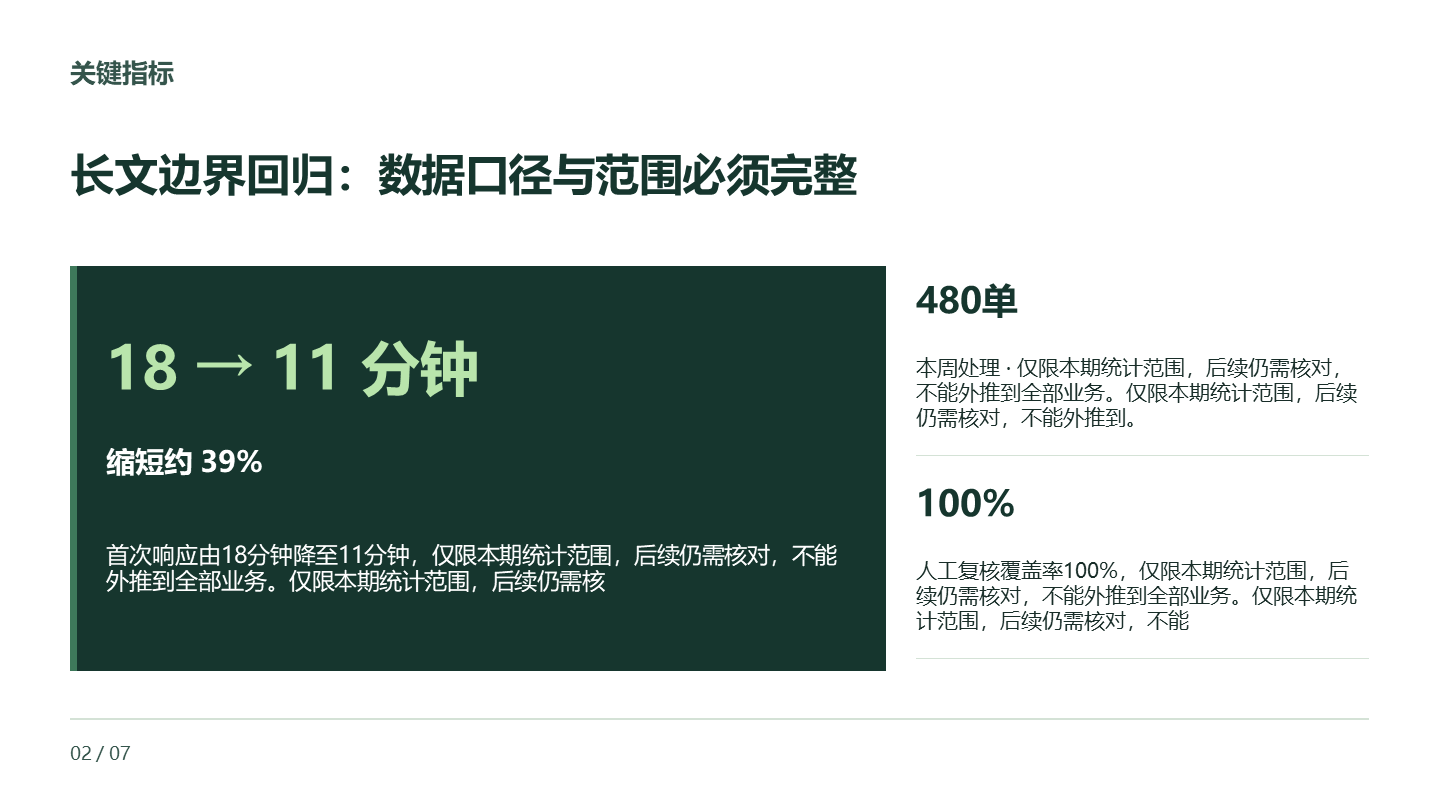 关键指标
长文边界回归：数据口径与范围必须完整
18 → 11 分钟
缩短约 39%
首次响应由18分钟降至11分钟，仅限本期统计范围，后续仍需核对，不能
外推到全部业务。仅限本期统计范围，后续仍需核
480单
本周处理 · 仅限本期统计范围，后续仍需核对，
不能外推到全部业务。仅限本期统计范围，后续
仍需核对，不能外推到。
100%
人工复核覆盖率100%，仅限本期统计范围，后
续仍需核对，不能外推到全部业务。仅限本期统
计范围，后续仍需核对，不能
02 / 07